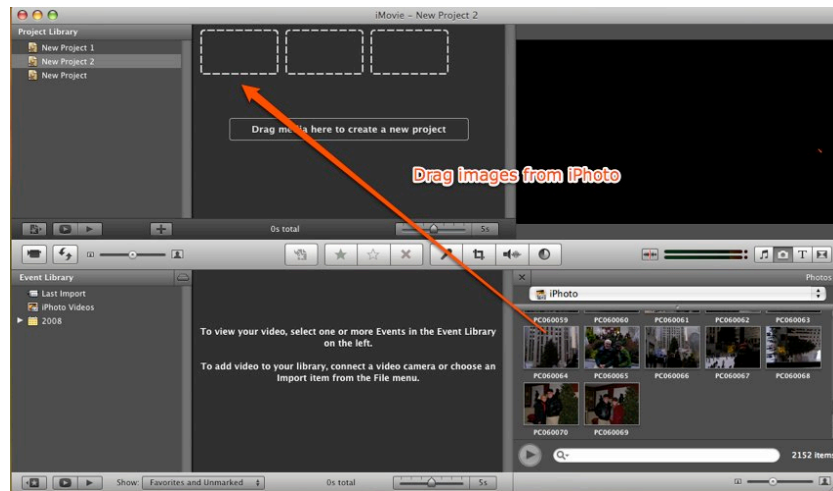 iMovie – New Project 2
Project Library
New Project 1
New Project 2
New Project
Drag media here to create a new project
Drag images from iPhoto
0s total
5s
T
Event Library
Last Import
iPhoto Videos
2008
To view your video, select one or more Events in the Event Library
on the left.
To add video to your library, connect a video camera or choose an
Import item from the File menu.
Photos
iPhoto
PC060059 PC060060 PC060061 PC060062 PC060063
PC060064 PC060065 PC060066 PC060067 PC060068
PC060070 PC060069
2152 items
Show: Favorites and Unmarked
0s total
5s